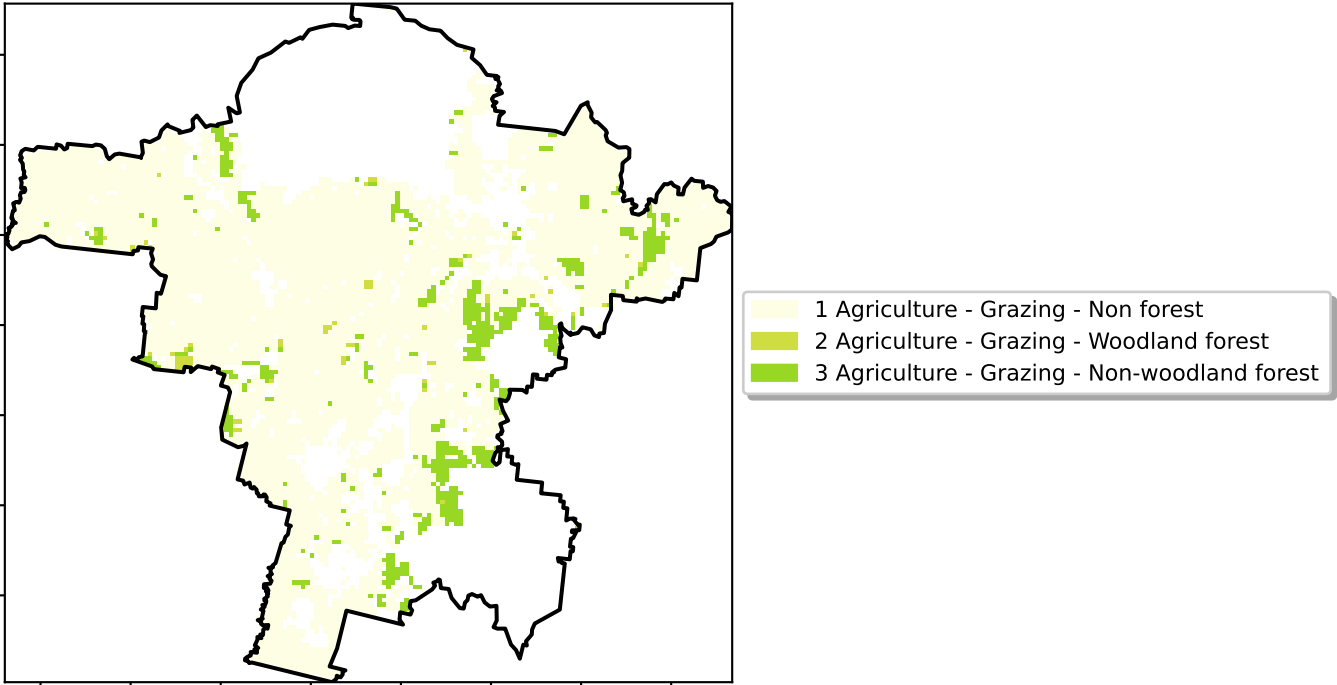 1 Agriculture - Grazing - Non forest
2 Agriculture - Grazing - Woodland forest
3 Agriculture - Grazing - Non-woodland forest